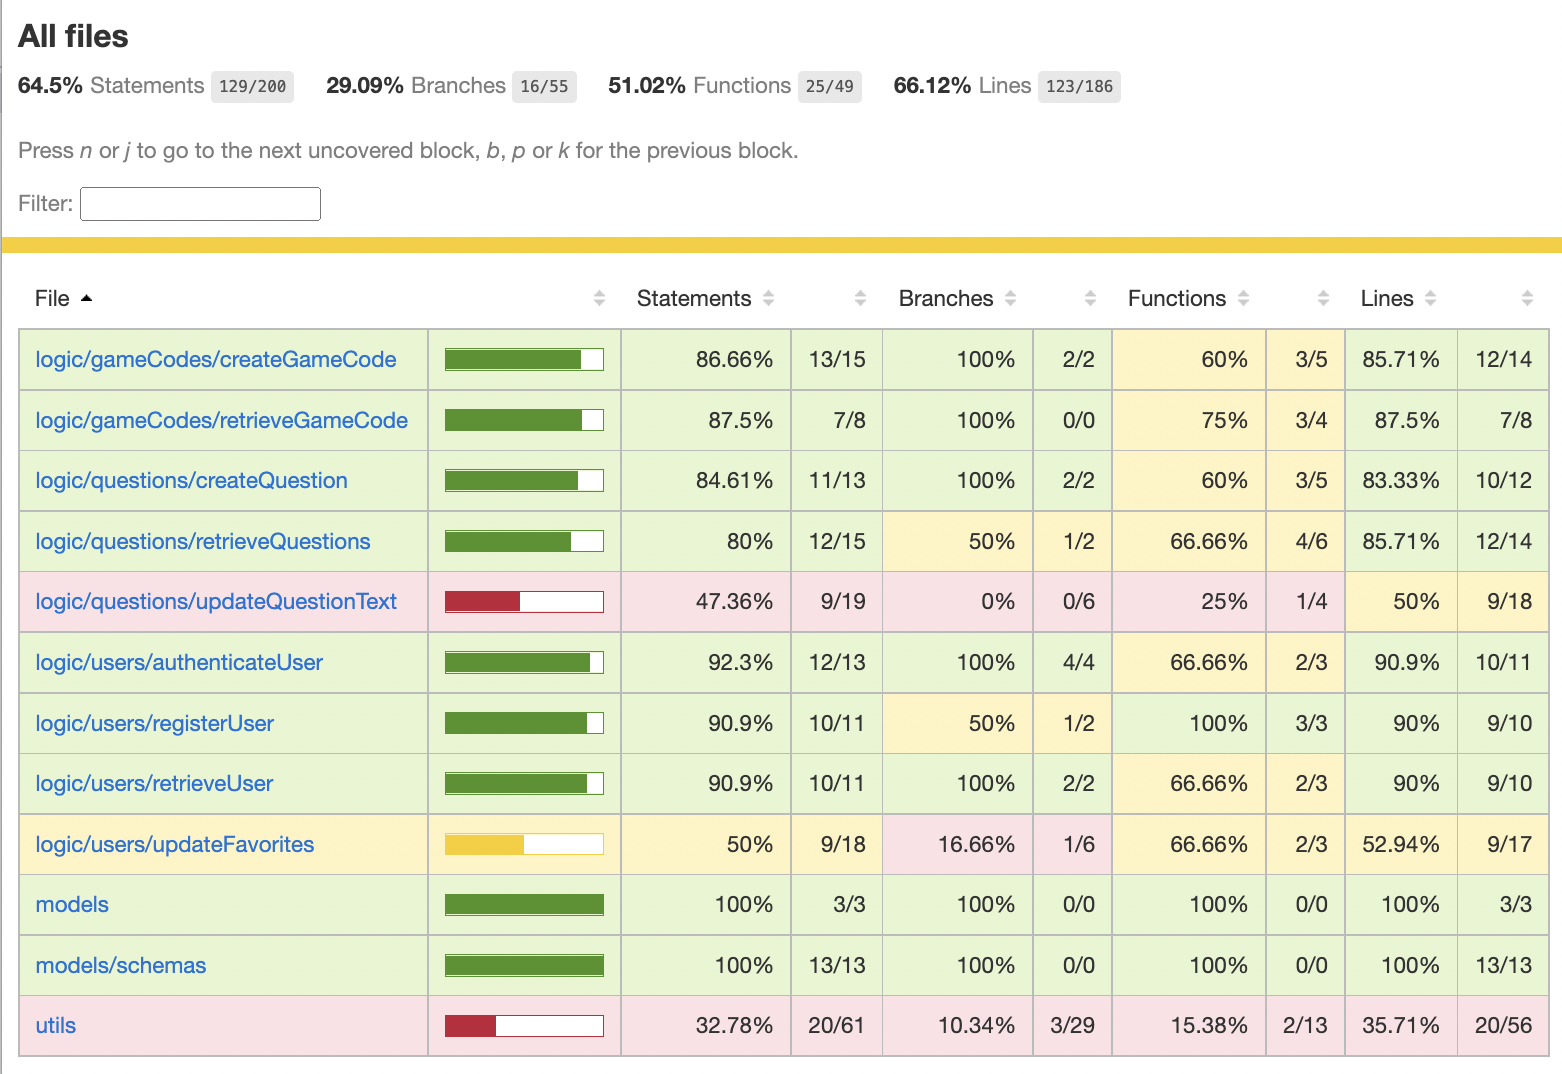 All files
64.5% Statements 129/200 29.09% Branches 16/55 51.02% Functions 25/49 66.12% Lines 123/186
Press n or j to go to the next uncovered block, b, p or k for the previous block.
Filter:
File Statements Branches Functions Lines
logic/gameCodes/createGameCode 86.66% 13/15 100% 2/2 60% 3/5 85.71% 12/14
logic/gameCodes/retrieveGameCode 87.5% 7/8 100% 0/0 75% 3/4 87.5% 7/8
logic/questions/createQuestion 84.61% 11/13 100% 2/2 60% 3/5 83.33% 10/12
logic/questions/retrieveQuestions 80% 12/15 50% 1/2 66.66% 4/6 85.71% 12/14
logic/questions/updateQuestionText 47.36% 9/19 0% 0/6 25% 1/4 50% 9/18
logic/users/authenticateUser 92.3% 12/13 100% 4/4 66.66% 2/3 90.9% 10/11
logic/users/registerUser 90.9% 10/11 50% 1/2 100% 3/3 90% 9/10
logic/users/retrieveUser 90.9% 10/11 100% 2/2 66.66% 2/3 90% 9/10
logic/users/updateFavorites 50% 9/18 16.66% 1/6 66.66% 2/3 52.94% 9/17
models 100% 3/3 100% 0/0 100% 0/0 100% 3/3
models/schemas 100% 13/13 100% 0/0 100% 0/0 100% 13/13
utils 32.78% 20/61 10.34% 3/29 15.38% 2/13 35.71% 20/56